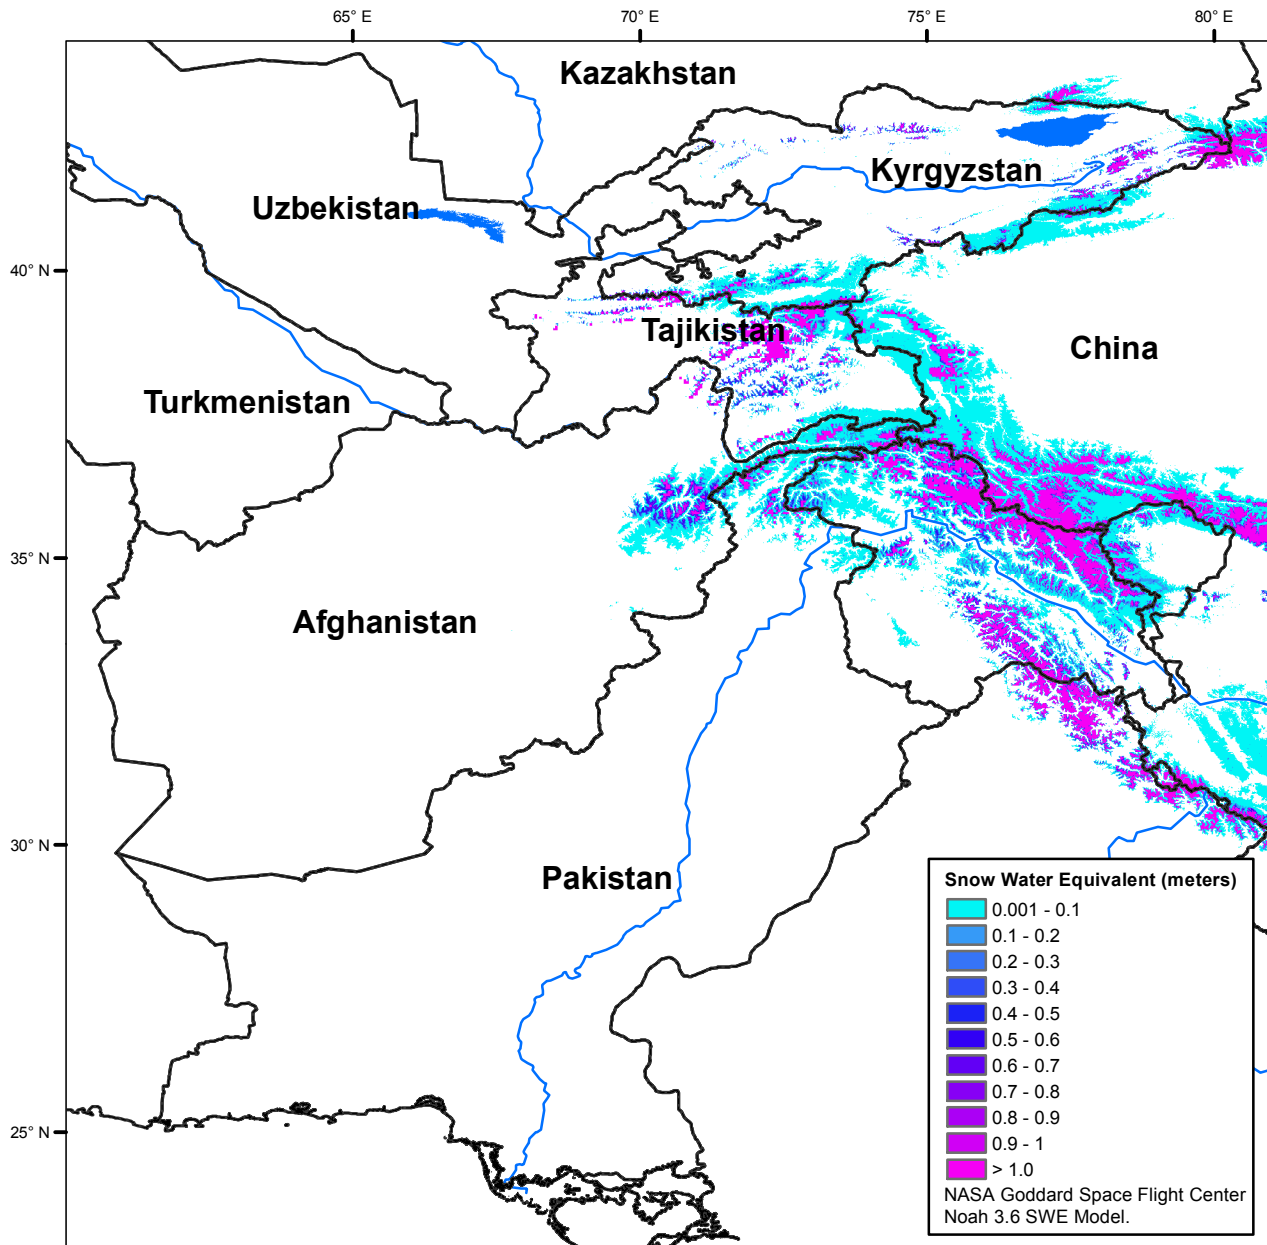 65° E
70° E
75° E
80° E
Kazakhstan
Kyrgyzstan
Uzbekistan
40° N
Tajikistan
China
Turkmenistan
35° N
Afghanistan
30° N
Pakistan
Snow Water Equivalent (meters)
0.001 - 0.1
0.1 - 0.2
0.2 - 0.3
0.3 - 0.4
0.4 - 0.5
0.5 - 0.6
0.6 - 0.7
0.7 - 0.8
0.8 - 0.9
0.9 - 1
> 1.0
NASA Goddard Space Flight Center
Noah 3.6 SWE Model.
25° N